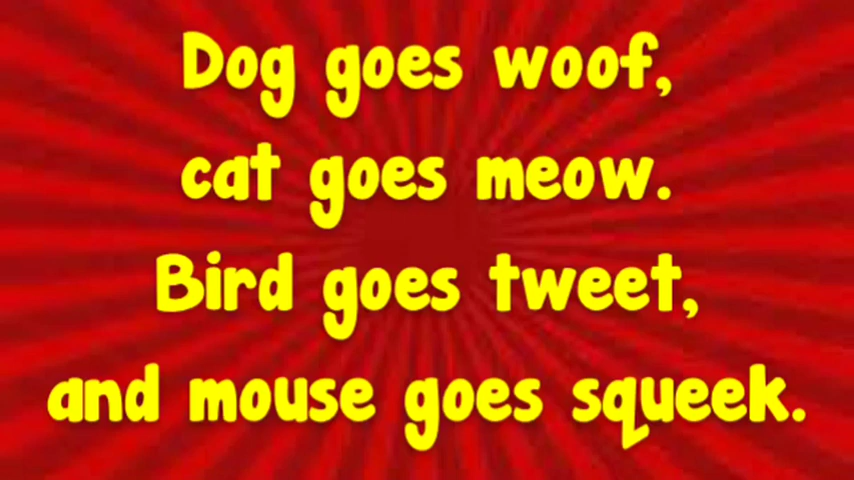 Dog goes woof,
cat goes meow.
Bird goes tweet,
and mouse goes squeek.